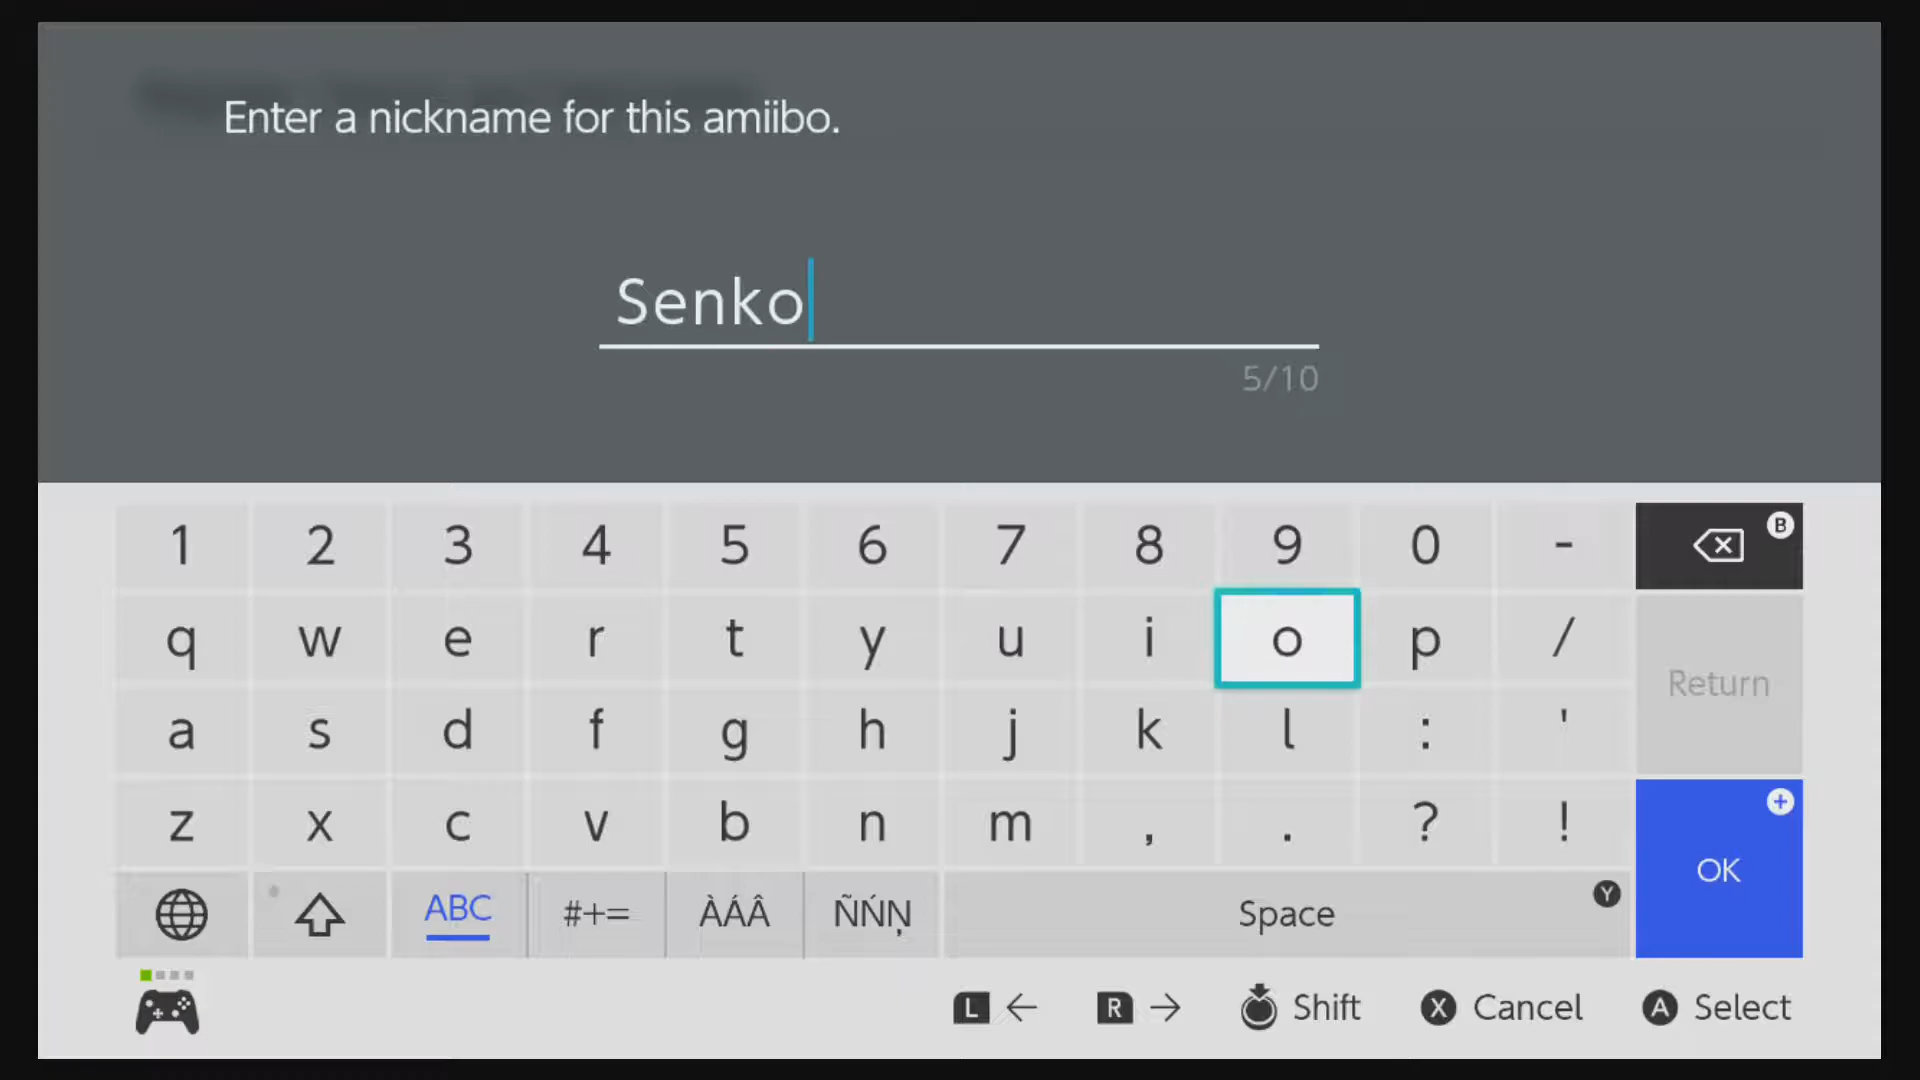 Enter a nickname for this amiibo.
Senko
5/10
1 2 3 4 5 6 7 8 9 0 - B
q w e r t y u i o p / Return
a s d f g h j k l : '
z x c v b n m , . ? ! + OK
ABC #+= ÀÁÂ ÑŃŅ Space Y
L ← R → Shift X Cancel A Select